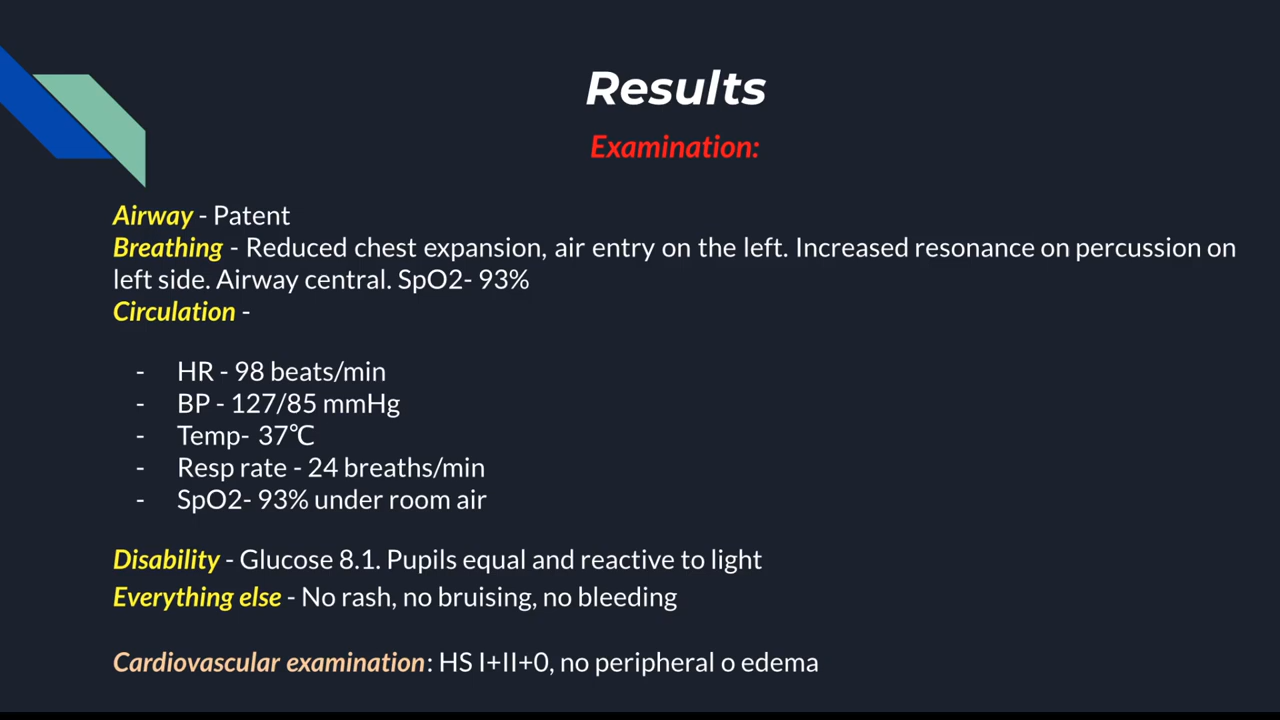 Results
Examination:
Airway - Patent
Breathing - Reduced chest expansion, air entry on the left. Increased resonance on percussion on
left side. Airway central. SpO2- 93%
Circulation -
- HR - 98 beats/min
- BP - 127/85 mmHg
- Temp- 37℃
- Resp rate - 24 breaths/min
- SpO2- 93% under room air
Disability - Glucose 8.1. Pupils equal and reactive to light
Everything else - No rash, no bruising, no bleeding
Cardiovascular examination: HS I+II+0, no peripheral o edema